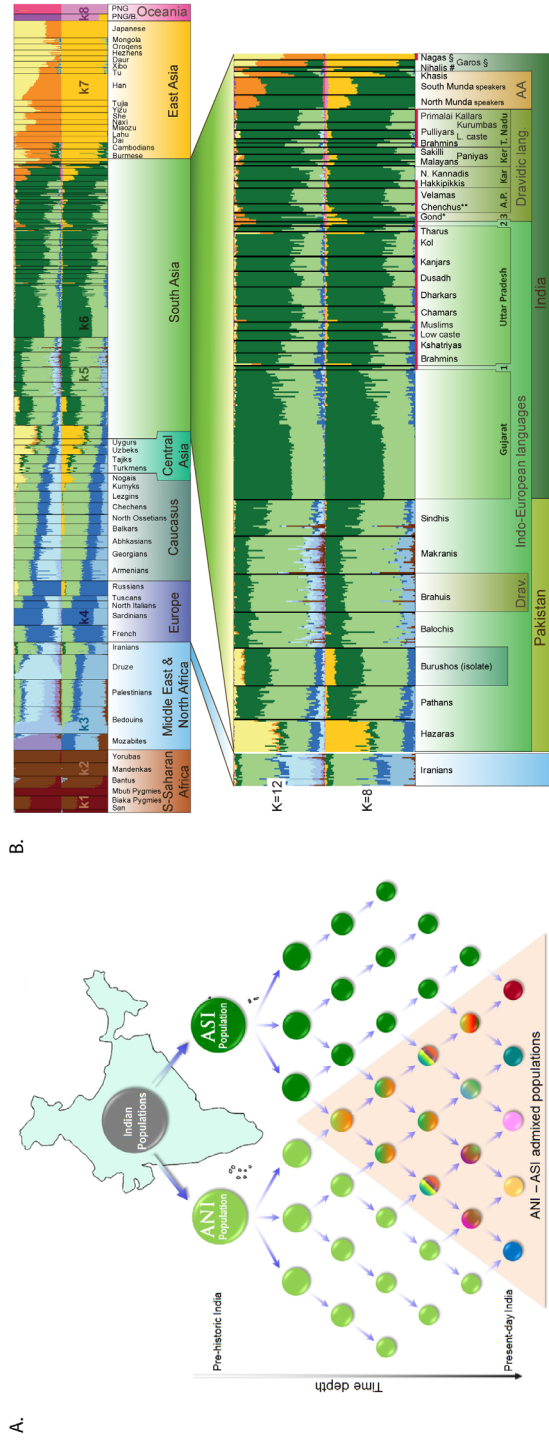 A.
Indian
Populations
ANI
Population
ASI
Population
Pre-historic India
Time depth
Present-day India
ANI – ASI admixed populations
B.
k1
k2
k3
k4
k5
k6
k7
k8
San
Biaka Pygmies
Mbuti Pygmies
Bantus
Mandenkas
Yorubas
Mozabites
Bedouins
Palestinians
Druze
Iranians
French
Sardinians
North Italians
Tuscans
Russians
Armenians
Georgians
Abhkasians
Balkars
North Ossetians
Chechens
Lezgins
Kumyks
Nogais
Turkmens
Tajiks
Uzbeks
Uygurs
Burmese
Cambodians
Dai
Lahu
Miaozu
Naxi
She
Yizu
Tujia
Han
Tu
Xibo
Daur
Hezhens
Oroqens
Mongola
Japanese
PNG/B.
PNG
S-Saharan
Africa
Middle East &
North Africa
Europe
Caucasus
Central
Asia
South Asia
East Asia
Oceania
K=12
K=8
Iranians
Hazaras
Pathans
Burushos (isolate)
Balochis
Brahuis
Makranis
Sindhis
Gujarat
1
Brahmins
Kshatriyas
Low caste
Muslims
Chamars
Dharkars
Dusadh
Kanjars
Kol
Tharus
2
Gond*
3
Chenchus**
Velamas
Hakkipikkis
N. Kannadis
Malayans
Paniyas
Sakilli
Brahmins
L. caste
Pulliyars
Kurumbas
Primalai Kallars
North Munda speakers
South Munda speakers
Khasis
Nihalis #
Garos §
Nagas §
Uttar Pradesh
A.P.
Kar
Ker
T. Nadu
Drav.
Indo-European languages
Dravidic lang.
AA
Pakistan
India